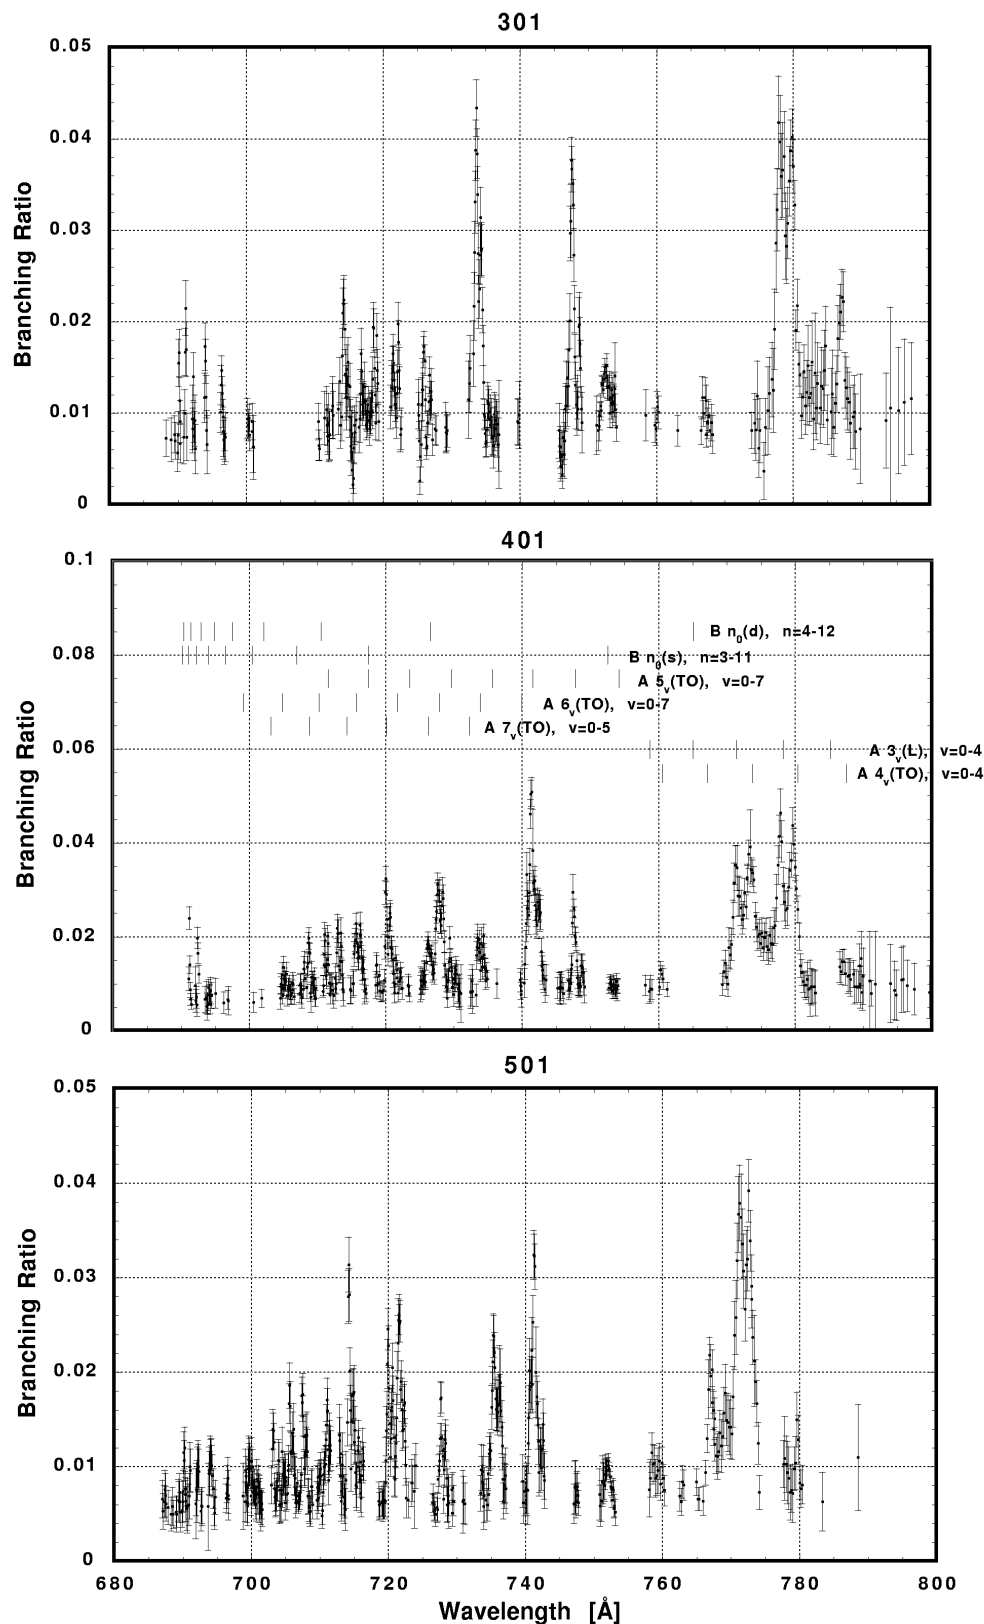 301
0.05
0.04
0.03
0.02
0.01
0
Branching Ratio
401
0.1
0.08
0.06
0.04
0.02
0
Branching Ratio
B n₀(d), n=4-12
B n₀(s), n=3-11
A 5ᵥ(TO), v=0-7
A 6ᵥ(TO), v=0-7
A 7ᵥ(TO), v=0-5
A 3ᵥ(L), v=0-4
A 4ᵥ(TO), v=0-4
501
0.05
0.04
0.03
0.02
0.01
0
Branching Ratio
680 700 720 740 760 780 800
Wavelength [Å]